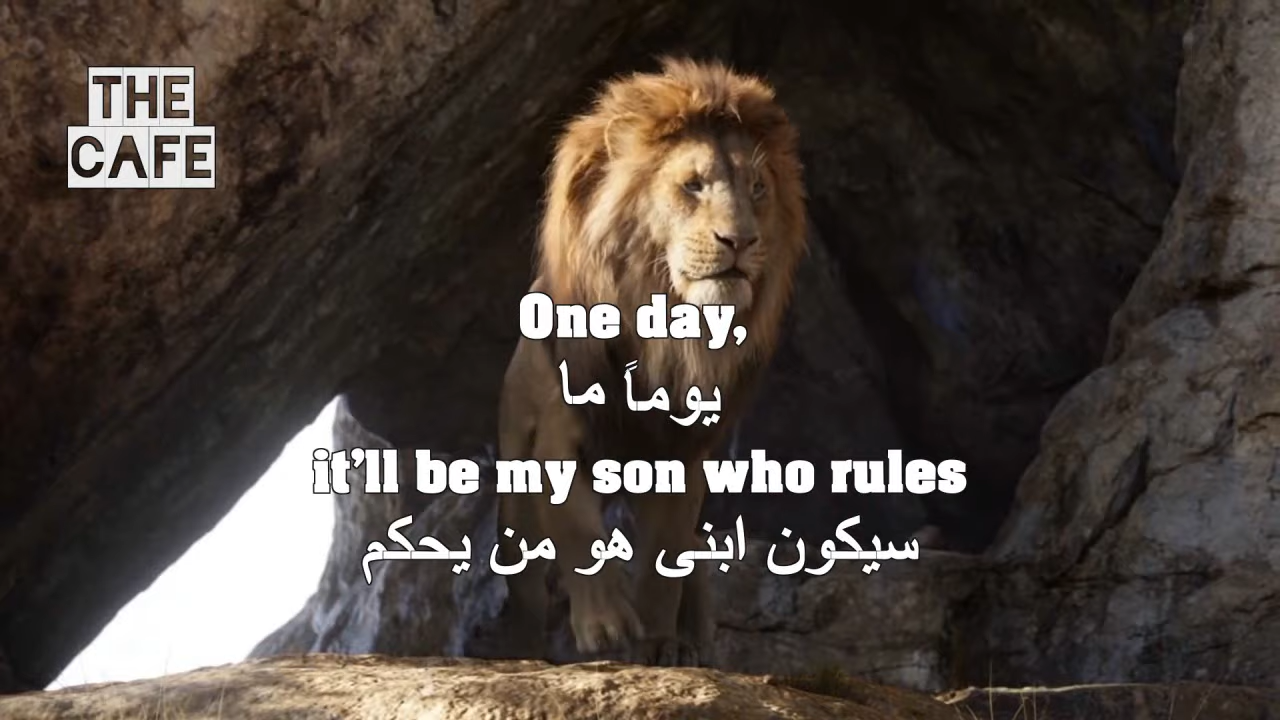 THE
CAFE
One day,
يوماً ما
it'll be my son who rules
سيكون ابنى هو من يحكم